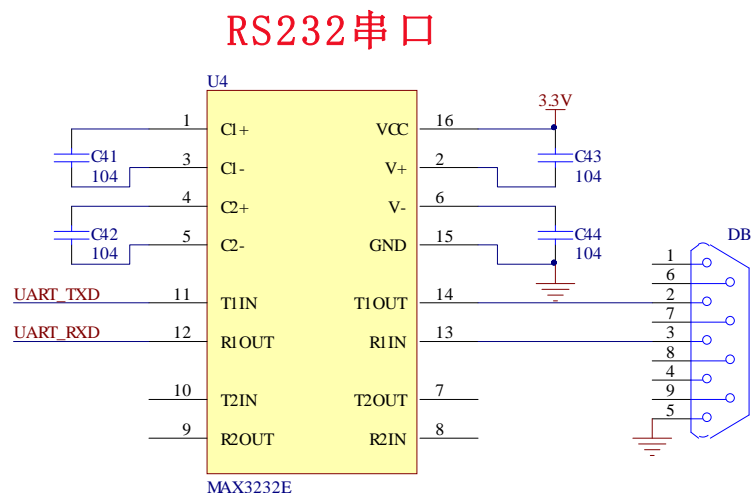 RS232串口
U4
1 C1+ VCC 16 3.3V
C41 104 3 C1- V+ 2 C43 104
4 C2+ V- 6
C42 104 5 C2- GND 15 C44 104
DB
UART_TXD 11 T1IN T1OUT 14
UART_RXD 12 R1OUT R1IN 13
10 T2IN T2OUT 7
9 R2OUT R2IN 8
MAX3232E
1
6
2
7
3
8
4
9
5